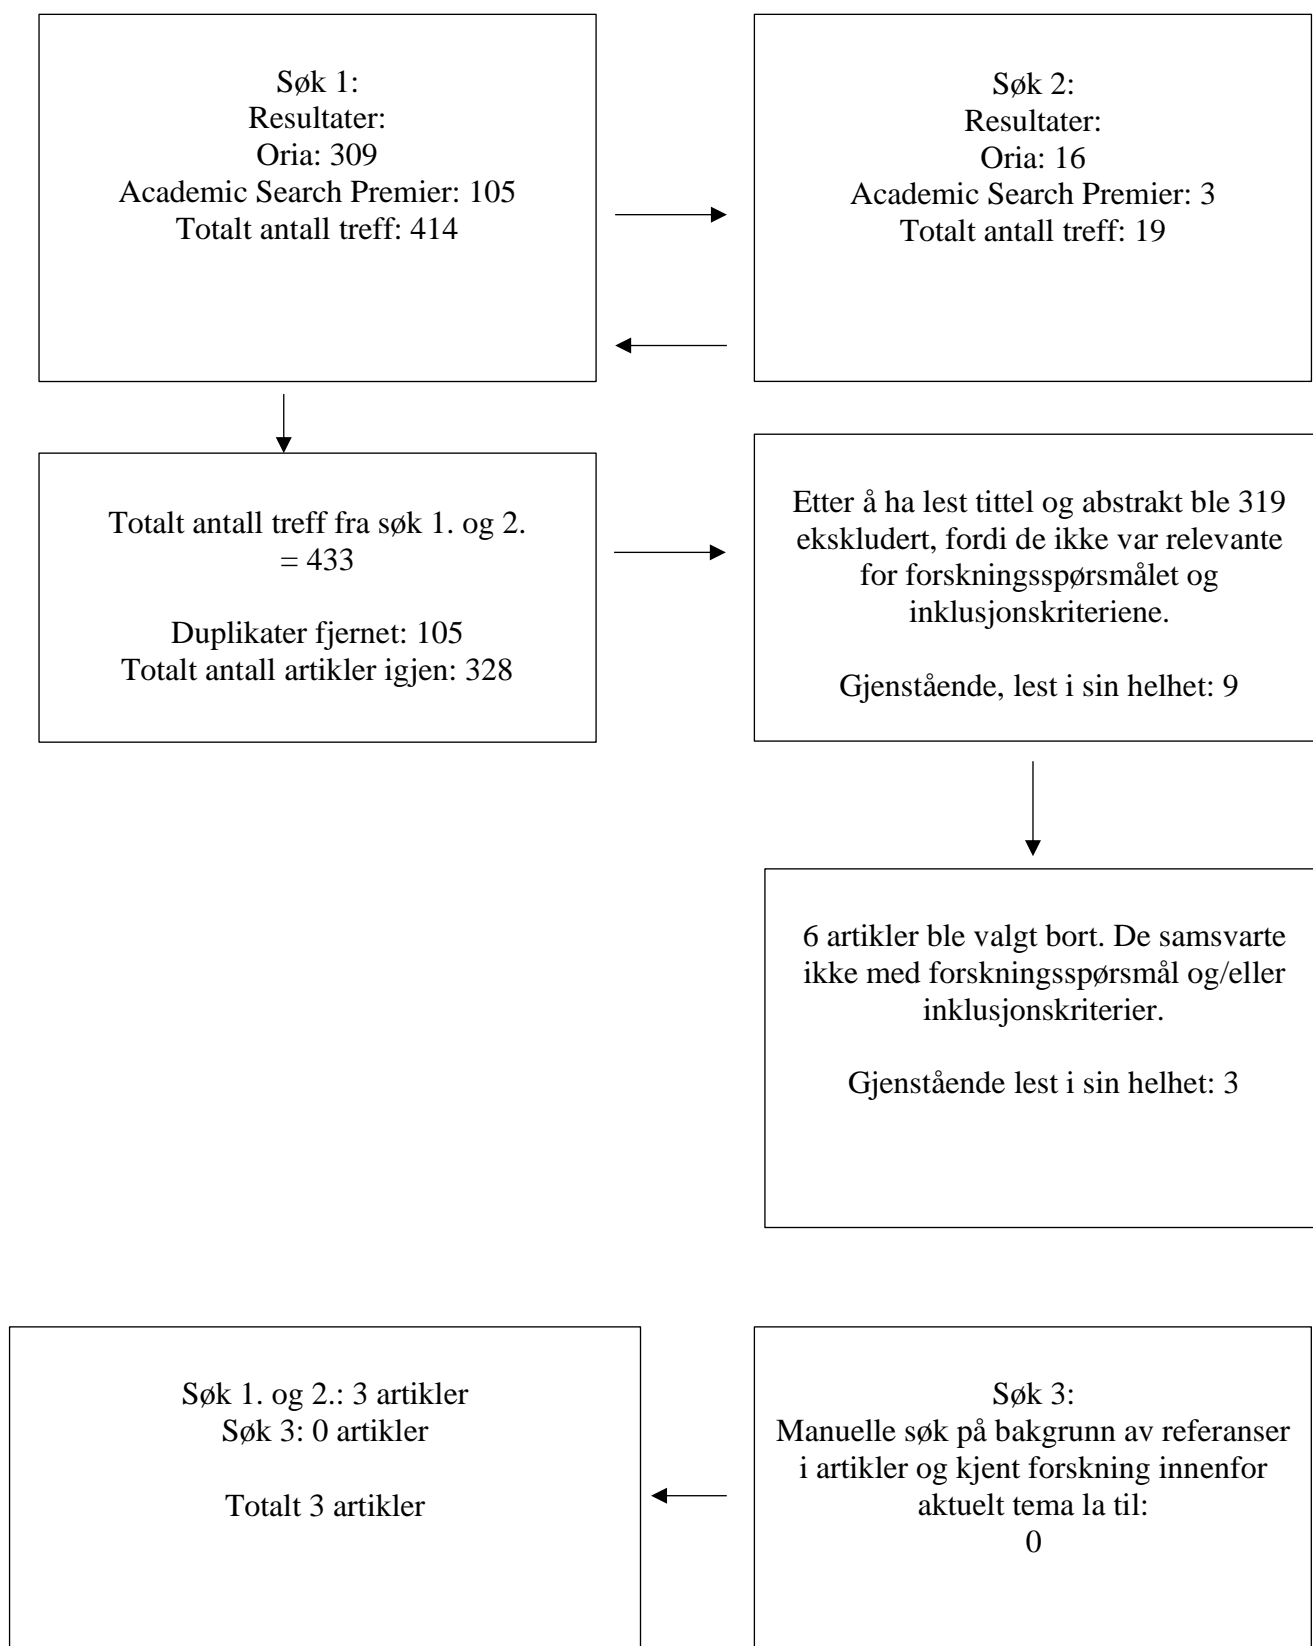 Søk 1:
Resultater:
Oria: 309
Academic Search Premier: 105
Totalt antall treff: 414
Søk 2:
Resultater:
Oria: 16
Academic Search Premier: 3
Totalt antall treff: 19
Totalt antall treff fra søk 1. og 2.
= 433
Duplikater fjernet: 105
Totalt antall artikler igjen: 328
Etter å ha lest tittel og abstrakt ble 319
ekskludert, fordi de ikke var relevante
for forskningsspørsmålet og
inklusjonskriteriene.
Gjenstående, lest i sin helhet: 9
6 artikler ble valgt bort. De samsvarte
ikke med forskningsspørsmål og/eller
inklusjonskriterier.
Gjenstående lest i sin helhet: 3
Søk 1. og 2.: 3 artikler
Søk 3: 0 artikler
Totalt 3 artikler
Søk 3:
Manuelle søk på bakgrunn av referanser
i artikler og kjent forskning innenfor
aktuelt tema la til:
0